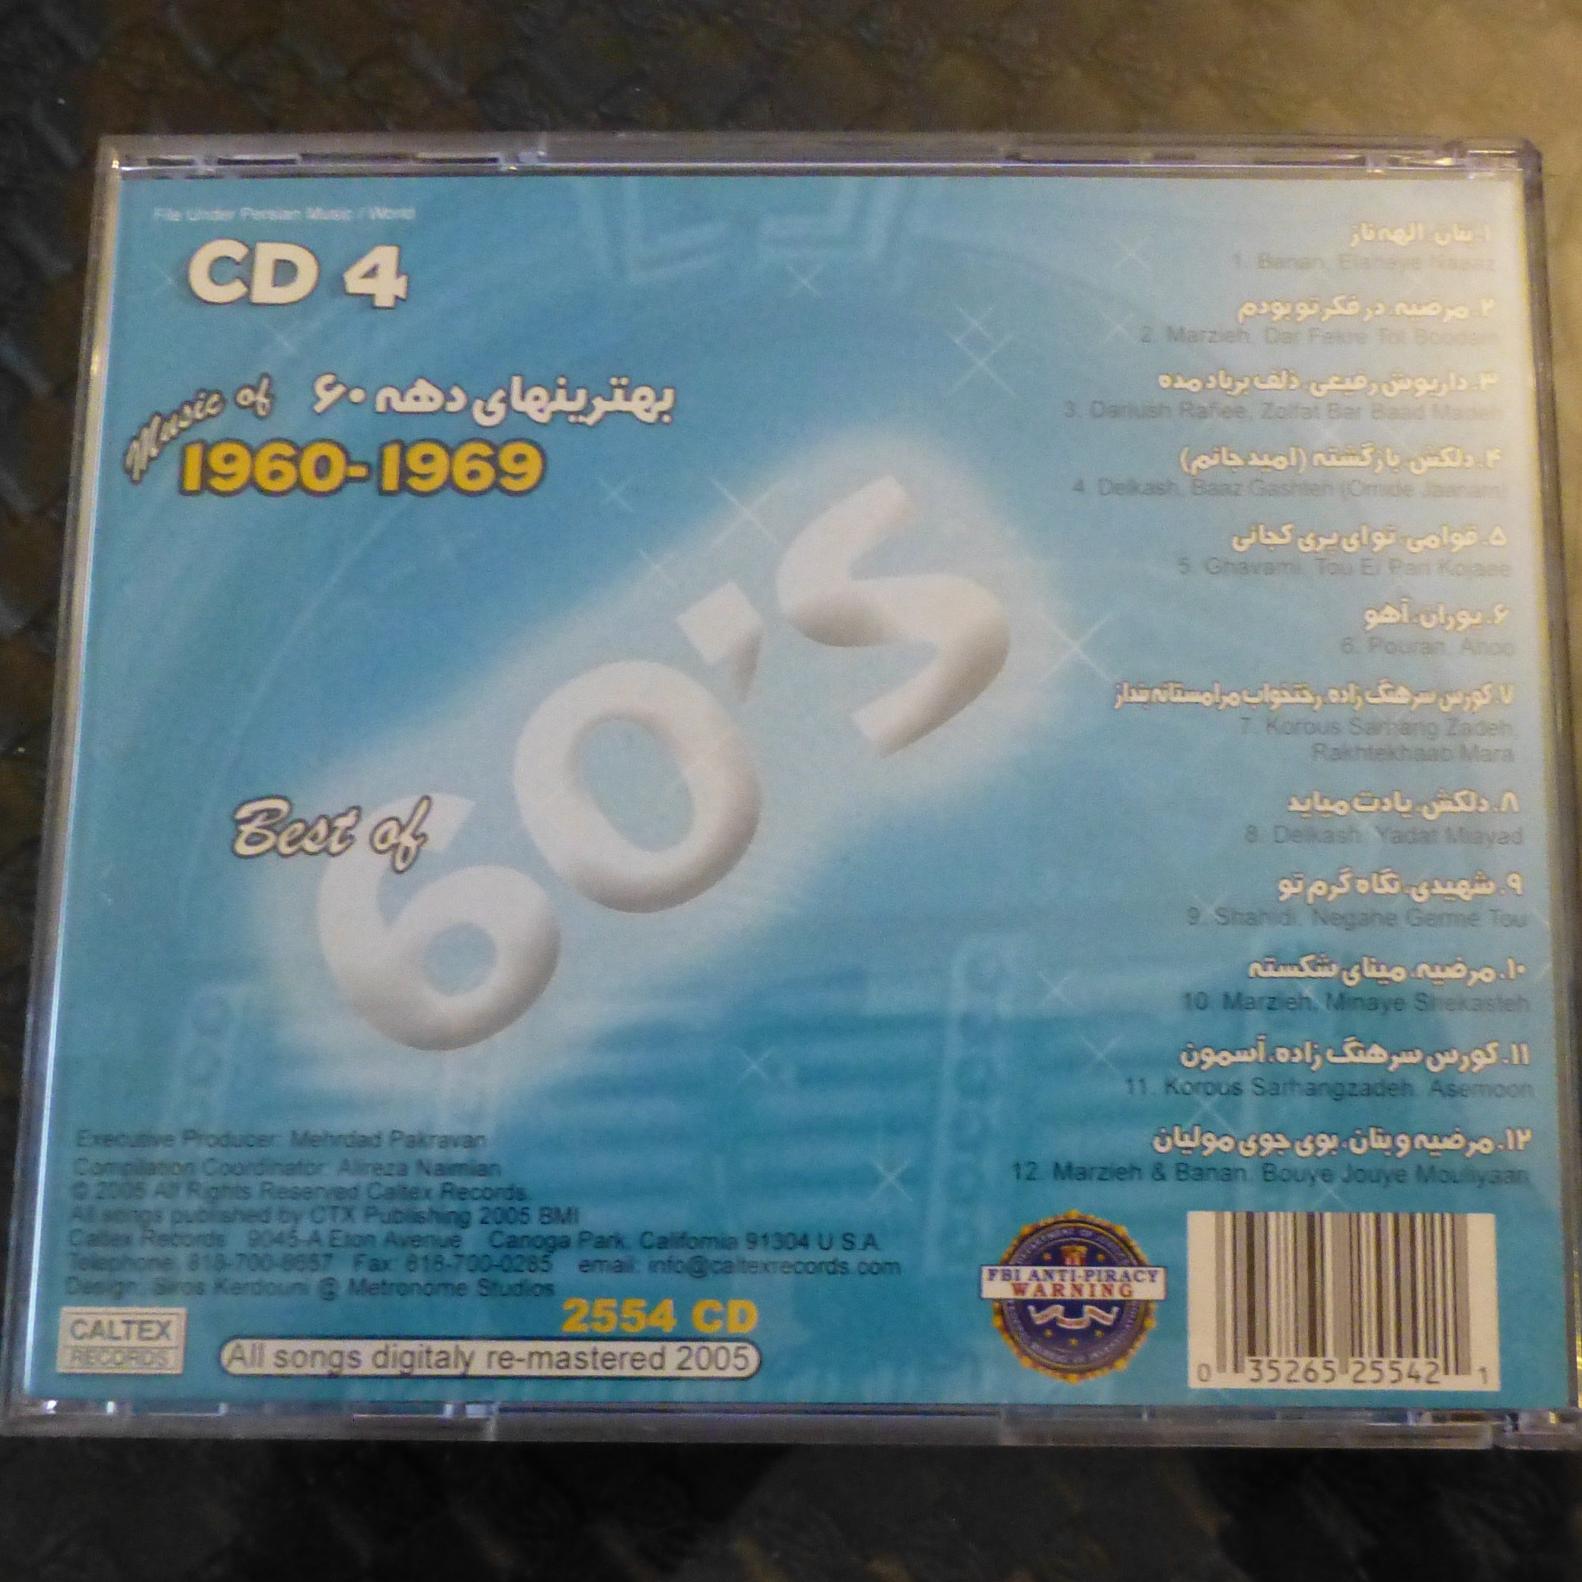 File Under Persian Music / World
CD 4
Music of
بهترینهای دهه ۶۰
1960-1969
Best of
60's
۱. بنان. الهه ناز
1. Banan, Elaheye Naaaz
۲. مرضیه. در فکر تو بودم
2. Marzieh, Dar Fekre Toi Boodam
۳. داریوش رفیعی. زلف بر باد مده
3. Dariush Rafiee, Zolfat Bar Baad Madeh
۴. دلکش. بازگشته (امید جانم)
4. Delkash, Baaz Gashteh (Omide Jaanam)
۵. قوامی. تو ای پری کجائی
5. Ghavami, Tou Ei Pari Kojaee
۶. پوران. آهو
6. Pouran, Ahoo
۷. کورس سرهنگ زاده. رختخواب مرا مستانه بنداز
7. Korous Sarhang Zadeh,
Rakhtekhaab Mara
۸. دلکش. یادت میاید
8. Delkash, Yadat Miayad
۹. شهیدی. نگاه گرم تو
9. Shahidi, Negahe Germe Tou
۱۰. مرضیه. مینای شکسته
10. Marzieh, Minaye Shekasteh
۱۱. کورس سرهنگ زاده. آسمون
11. Korous Sarhangzadeh, Asemoon
۱۲. مرضیه و بنان. بوی جوی مولیان
12. Marzieh & Banan, Bouye Jouye Mouliyaan
Executive Producer: Mehrdad Pakravan
Compilation Coordinator: Alireza Naimian
© 2005 All Rights Reserved Caltex Records.
All songs published by CTX Publishing 2005 BMI
Caltex Records 9045-A Eton Avenue Canoga Park, California 91304 U.S.A.
Telephone: 818-700-8657 Fax: 818-700-0285 email: info@caltexrecords.com
Design: Siros Kerdouni @ Metronome Studios
2554 CD
CALTEX
RECORDS
All songs digitaly re-mastered 2005
FBI ANTI-PIRACY
WARNING
0 35265 25542 1